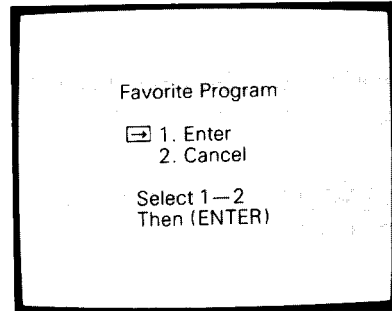 Favorite Program
→ 1. Enter
2. Cancel
Select 1—2
Then (ENTER)